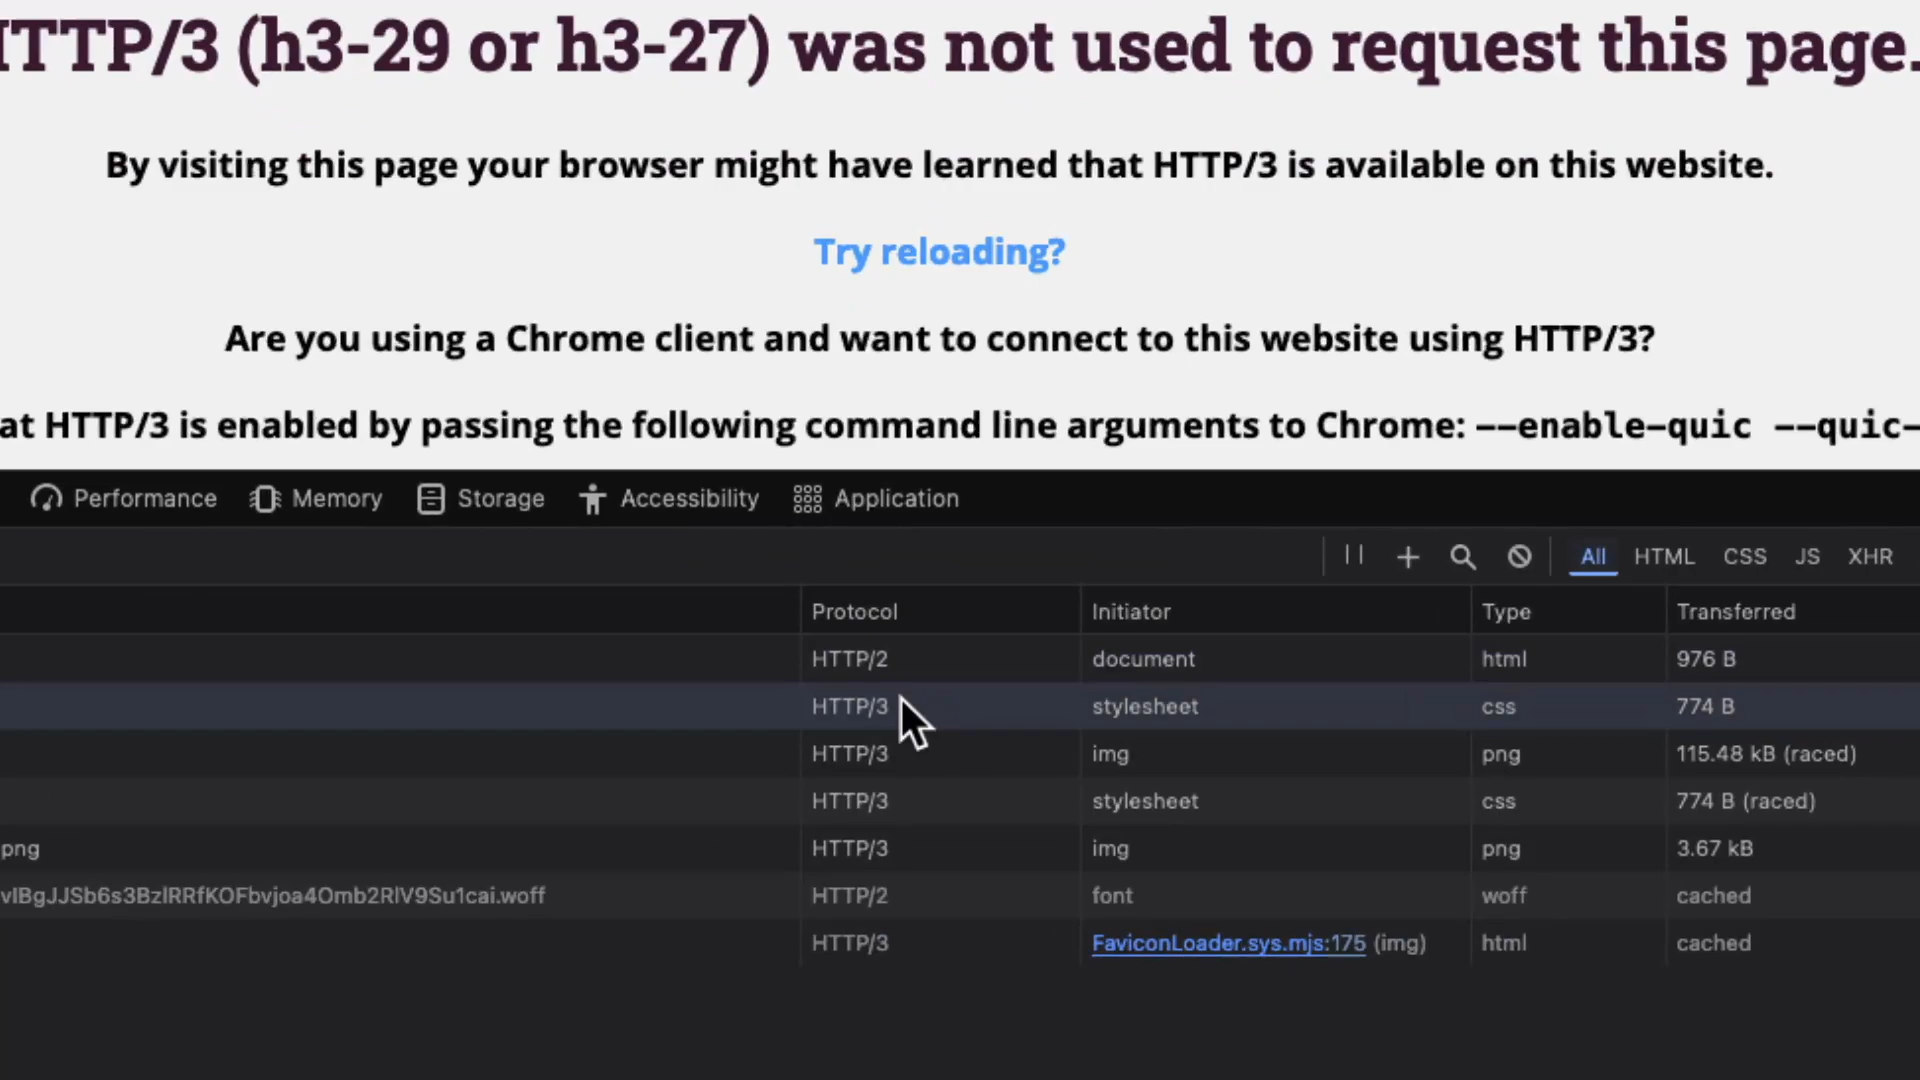 HTTP/3 (h3-29 or h3-27) was not used to request this page.
By visiting this page your browser might have learned that HTTP/3 is available on this website.
Try reloading?
Are you using a Chrome client and want to connect to this website using HTTP/3?
at HTTP/3 is enabled by passing the following command line arguments to Chrome: --enable-quic --quic-
Performance Memory Storage Accessibility Application
All HTML CSS JS XHR
Protocol Initiator Type Transferred
HTTP/2 document html 976 B
HTTP/3 stylesheet css 774 B
HTTP/3 img png 115.48 kB (raced)
HTTP/3 stylesheet css 774 B (raced)
png HTTP/3 img png 3.67 kB
vIBgJJSb6s3BzlRRfKOFbvjoa4Omb2RlV9Su1cai.woff HTTP/2 font woff cached
HTTP/3 FaviconLoader.sys.mjs:175 (img) html cached